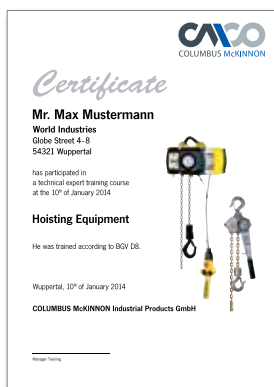 CMCO
COLUMBUS McKINNON
Certificate
Mr. Max Mustermann
World Industries
Globe Street 4-8
54321 Wuppertal
has participated in
a technical expert training course
at the 10th of January 2014
Hoisting Equipment
He was trained according to BGV D8.
Wuppertal, 10th of January 2014
COLUMBUS McKINNON Industrial Products GmbH
Manager Training